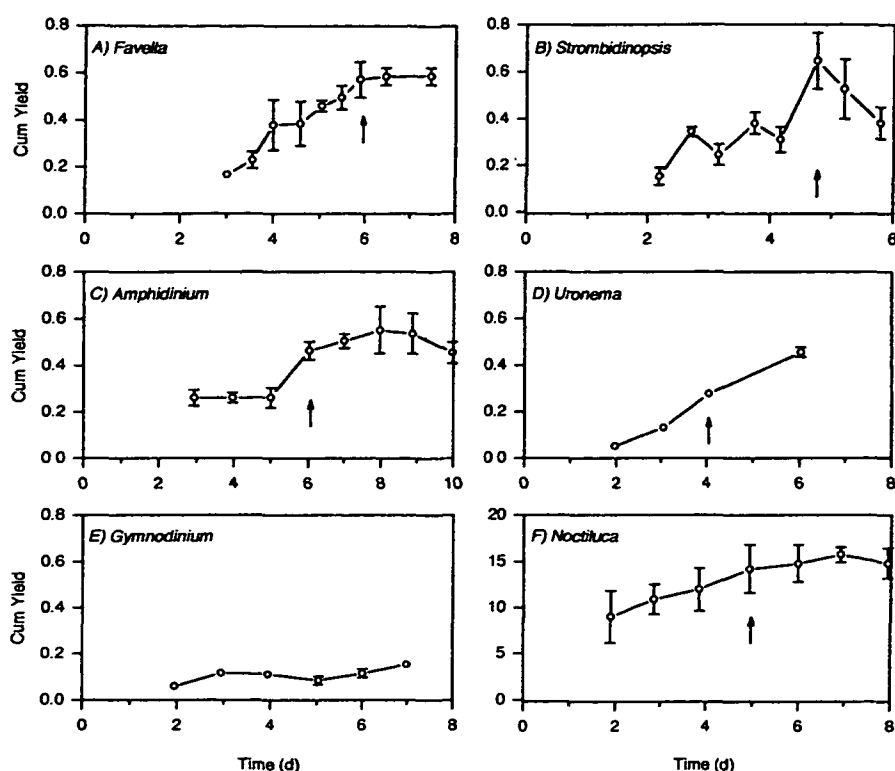 A) Favella
Cum Yield
0.8
0.6
0.4
0.2
0.0
0 2 4 6 8
B) Strombidinopsis
0.8
0.6
0.4
0.2
0.0
0 2 4 6
C) Amphidinium
Cum Yield
0.8
0.6
0.4
0.2
0 0
0 2 4 6 8 10
D) Uronema
0.8
0.6
0.4
0.2
0 0
0 2 4 6 8
E) Gymnodinium
Cum Yield
0.8
0.6
0.4
0.2
0.0
0 2 4 6 8
Time (d)
F) Noctiluca
20
15
10
5
0
0 2 4 6 8
Time (d)